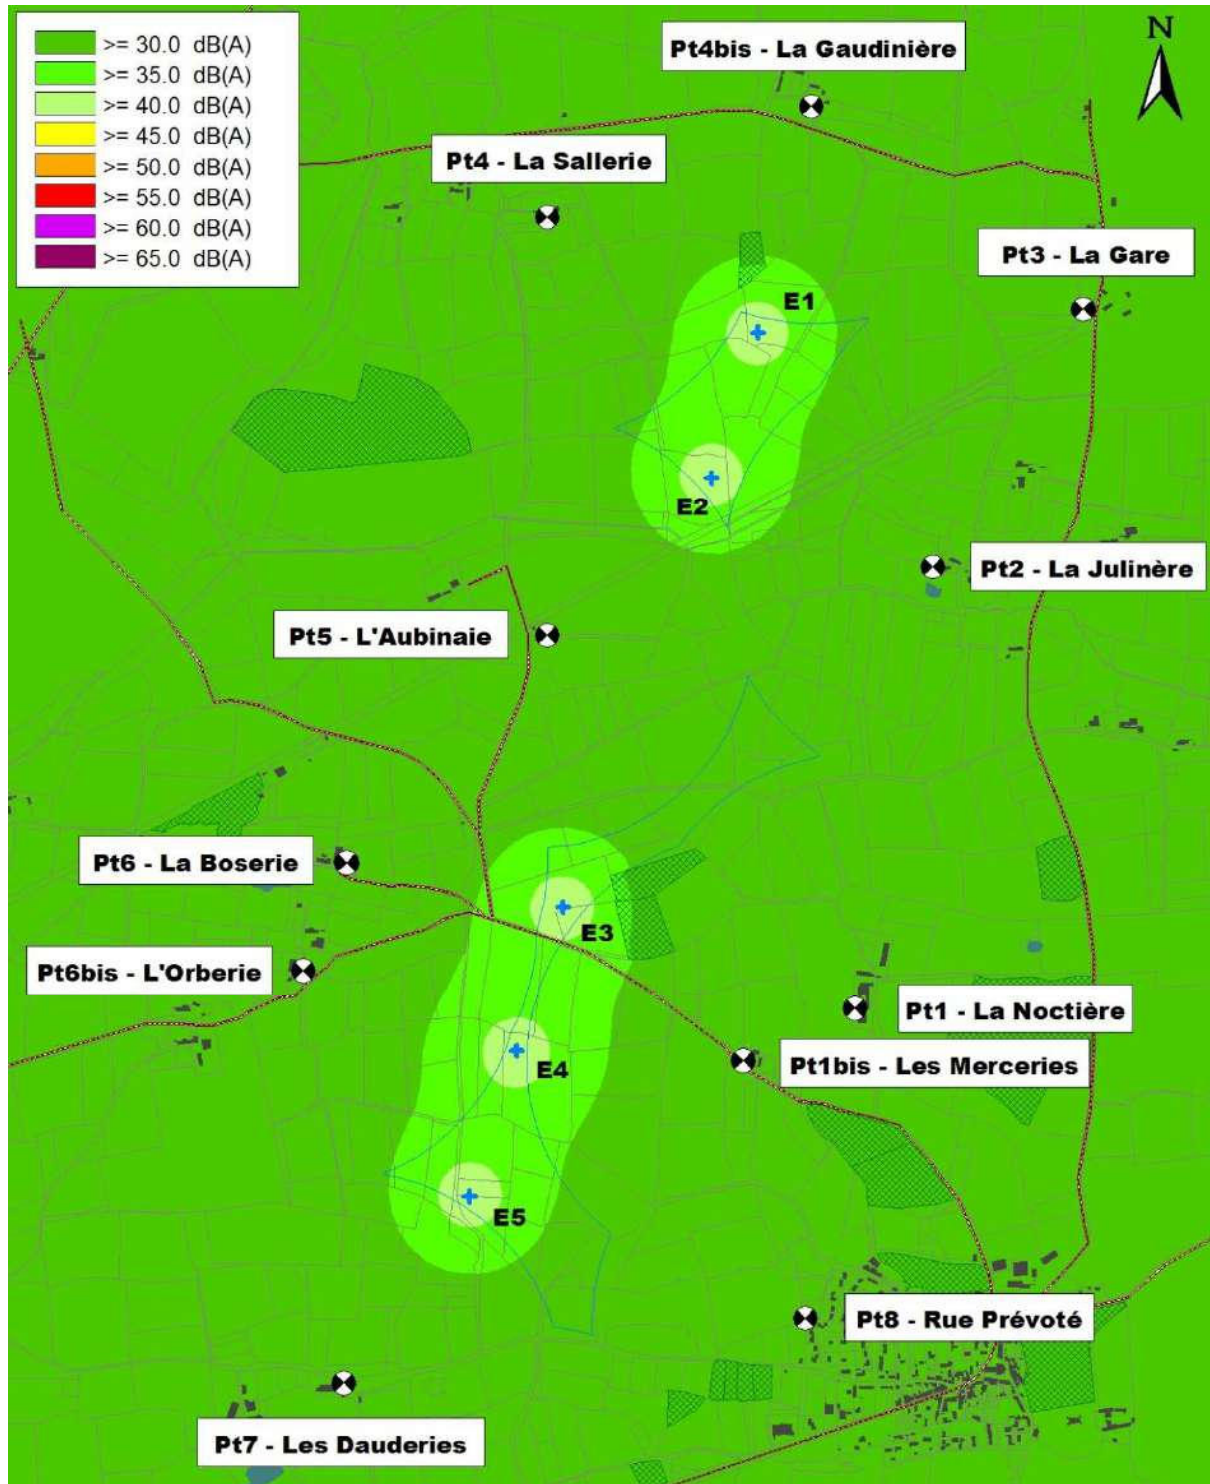 >= 30.0 dB(A)
>= 35.0 dB(A)
>= 40.0 dB(A)
>= 45.0 dB(A)
>= 50.0 dB(A)
>= 55.0 dB(A)
>= 60.0 dB(A)
>= 65.0 dB(A)
N
Pt4bis - La Gaudinière
Pt4 - La Sallerie
Pt3 - La Gare
E1
E2
Pt2 - La Julinère
Pt5 - L'Aubinaie
Pt6 - La Boserie
E3
Pt6bis - L'Orberie
Pt1 - La Noctière
Pt1bis - Les Merceries
E4
E5
Pt8 - Rue Prévoté
Pt7 - Les Dauderies